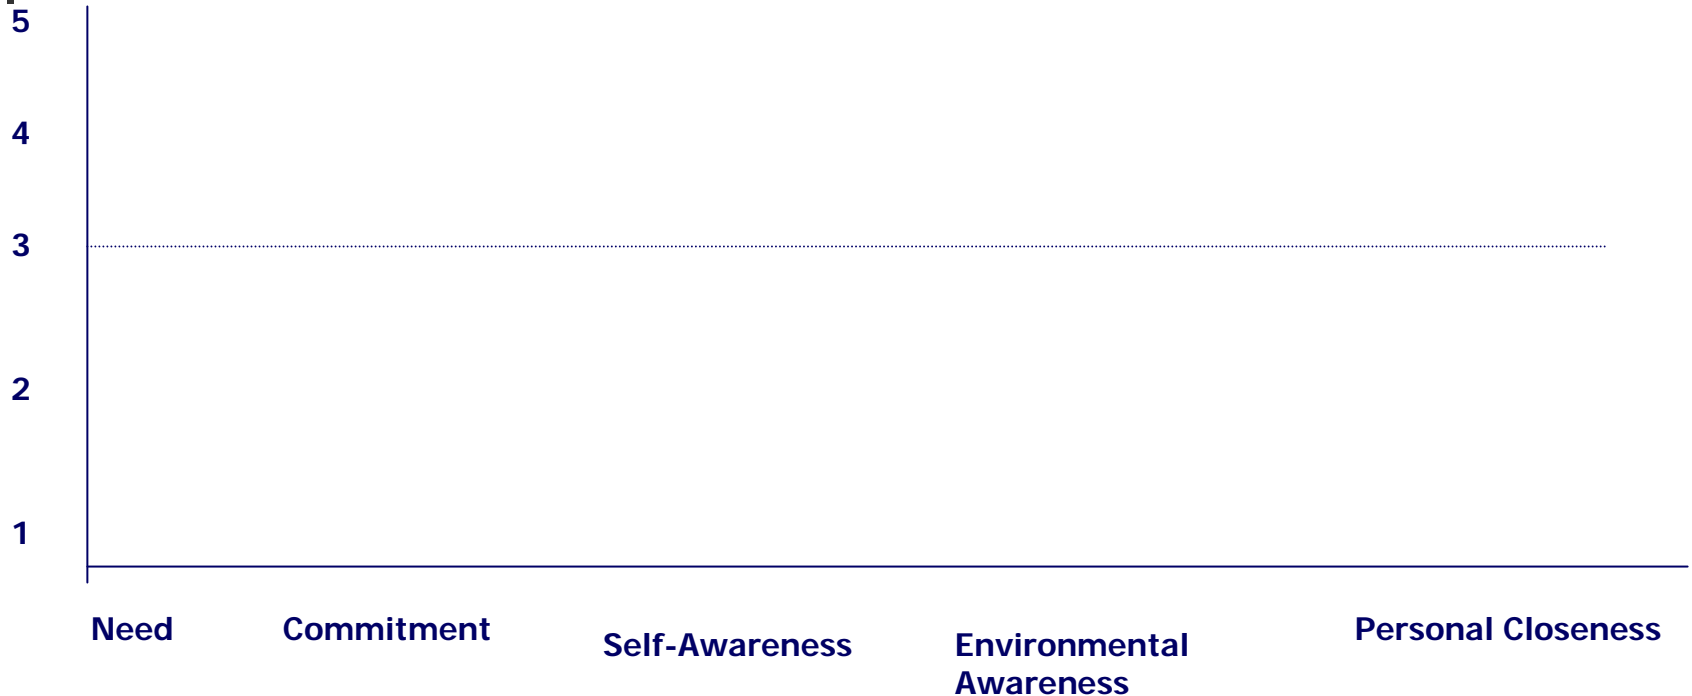 5
4
3
2
1
Need
Commitment
Self-Awareness
Environmental
Awareness
Personal Closeness